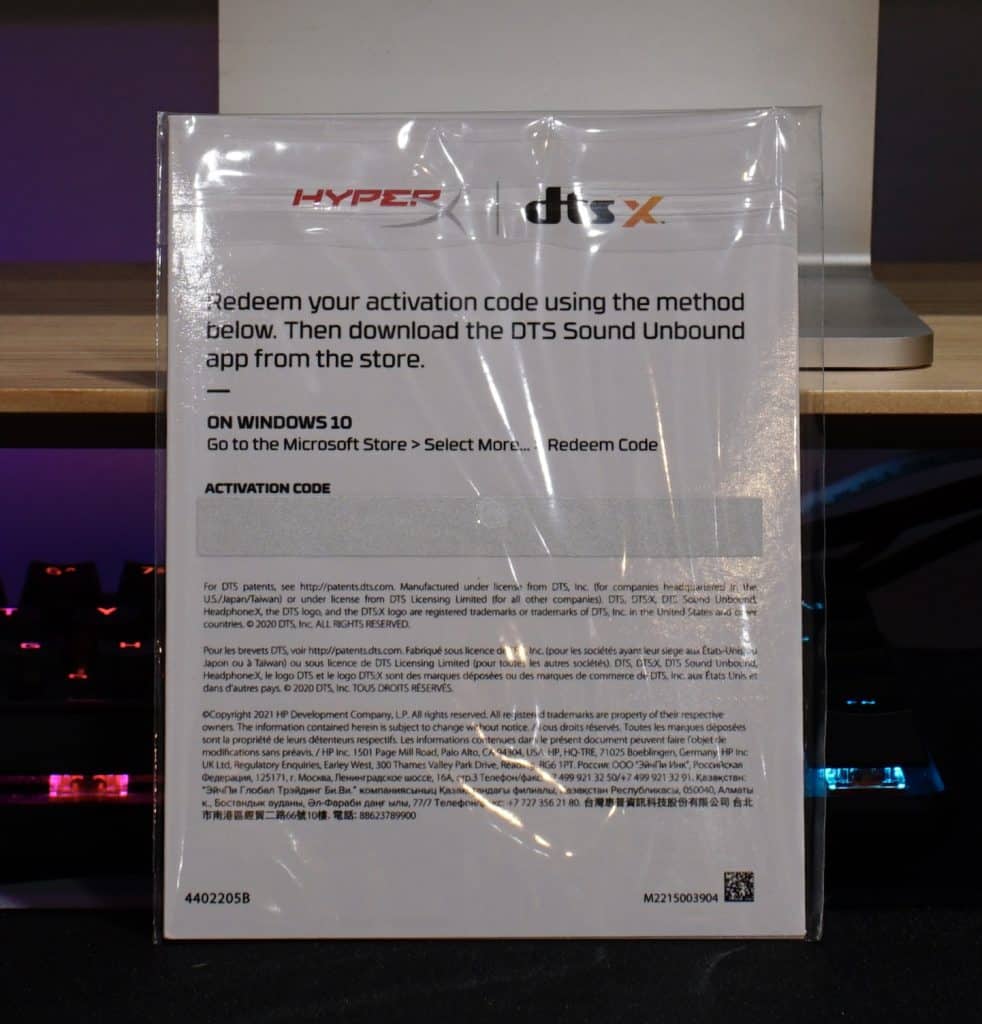 HYPERX | dts X
Redeem your activation code using the method
below. Then download the DTS Sound Unbound
app from the store.
ON WINDOWS 10
Go to the Microsoft Store > Select More... > Redeem Code
ACTIVATION CODE
For DTS patents, see http://patents.dts.com. Manufactured under license from DTS, Inc. (for companies headquartered in the
U.S./Japan/Taiwan) or under license from DTS Licensing Limited (for all other companies). DTS, DTS:X, DTS Sound Unbound,
Headphone:X, the DTS logo, and the DTS:X logo are registered trademarks or trademarks of DTS, Inc. in the United States and other
countries. © 2020 DTS, Inc. ALL RIGHTS RESERVED.
Pour les brevets DTS, voir http://patents.dts.com. Fabriqué sous licence de DTS, Inc. (pour les sociétés ayant leur siege aux États-Unis/au
Japon ou à Taïwan) ou sous licence de DTS Licensing Limited (pour toutes les autres sociétés). DTS, DTS:X, DTS Sound Unbound,
Headphone:X, le logo DTS et le logo DTS:X sont des marques déposées ou des marques de commerce de DTS, Inc. aux États Unis et
dans d'autres pays. © 2020 DTS, Inc. TOUS DROITS RÉSERVÉS.
©Copyright 2021 HP Development Company, L.P. All rights reserved. All registered trademarks are property of their respective
owners. The information contained herein is subject to change without notice. /Tous droits réservés. Toutes les marques déposées
sont la propriété de leurs détenteurs respectifs. Les informations contenues dans le présent document peuvent faire l'objet de
modifications sans préavis. / HP Inc. 1501 Page Mill Road, Palo Alto, CA 94304, USA. HP, HQ-TRE, 71025 Boeblingen, Germany HP Inc
UK Ltd, Regulatory Enquiries, Earley West, 300 Thames Valley Park Drive, Reading, RG6 1PT. Россия: ООО "ЭйчПи Инк", Российская
Федерация, 125171, г. Москва, Ленинградское шоссе, 16А, стр.3 Телефон/факс: 499 921 32 50/+7 499 921 32 91. Казақстан:
"ЭйчПи Глобал Трэйдинг Би.Ви." компаниясының Қазақстандағы филиалы, Қазақстан Республикасы, 050040, Алматы
к., Бостандык ауданы, Әл-Фараби даңғ ылы, 77/7 Телефон/факс: +7 727 356 21 80. 台灣惠普資訊科技股份有限公司 台北
市南港區經貿二路66號10樓. 電話: 88623789900
4402205B
M2215003904